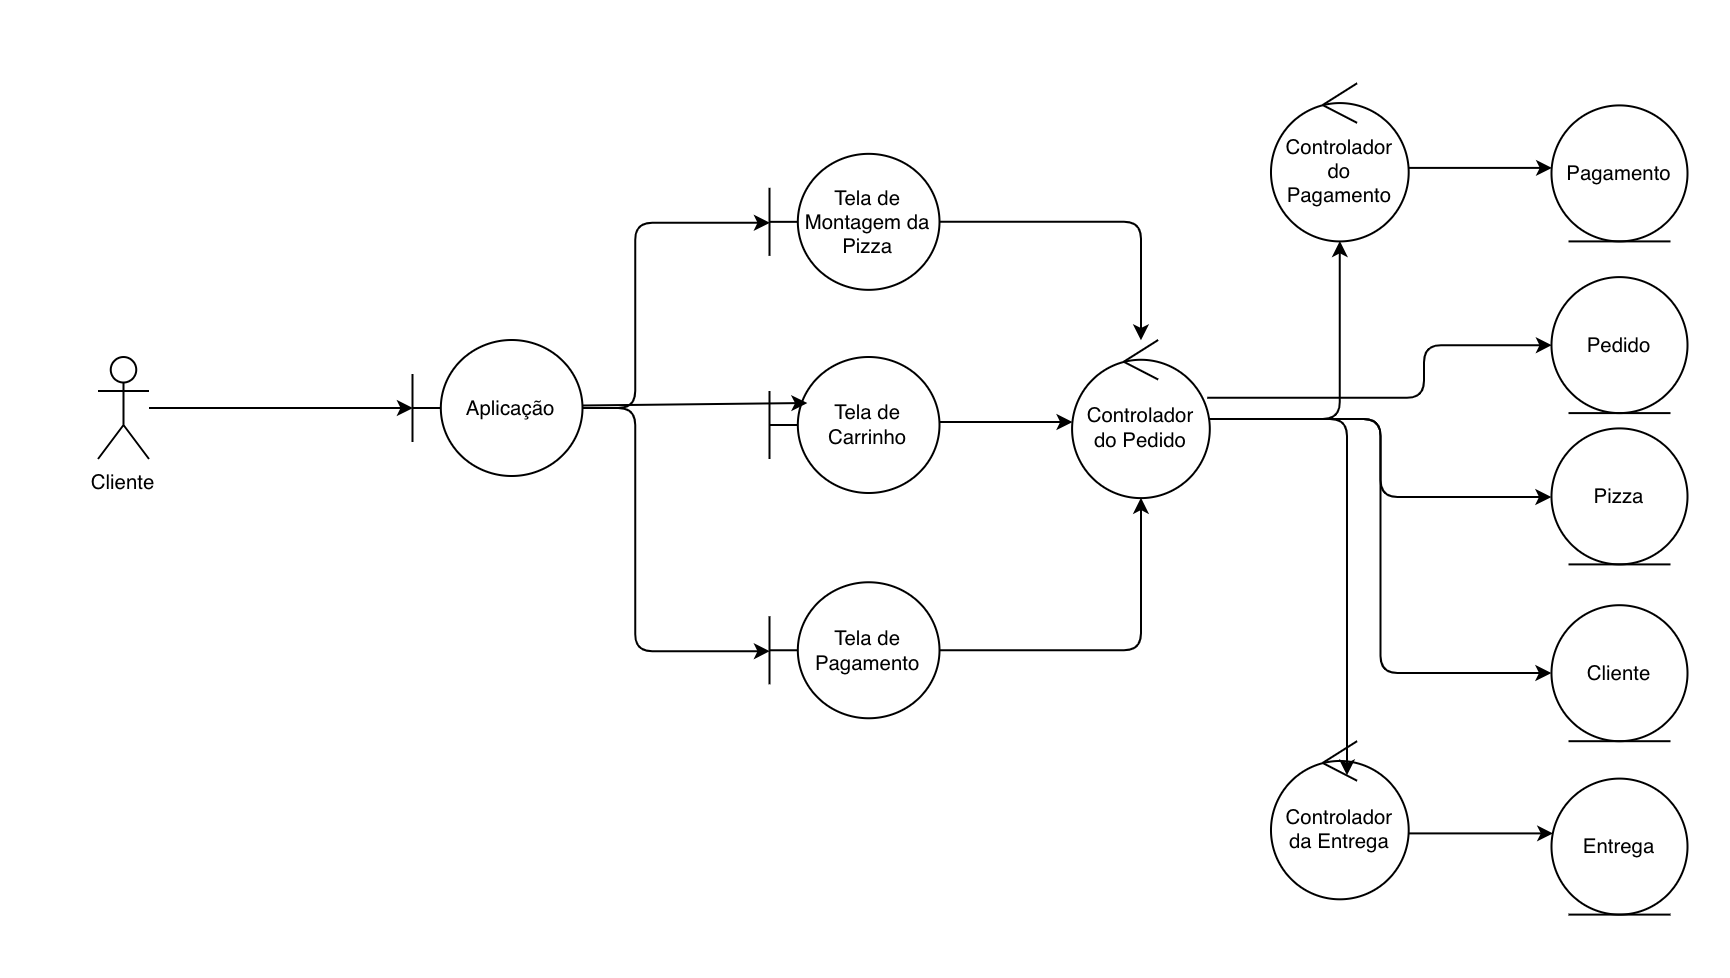 Cliente
Aplicação
Tela de
Montagem da
Pizza
Tela de
Carrinho
Tela de
Pagamento
Controlador
do Pedido
Controlador
do
Pagamento
Controlador
da Entrega
Pagamento
Pedido
Pizza
Cliente
Entrega